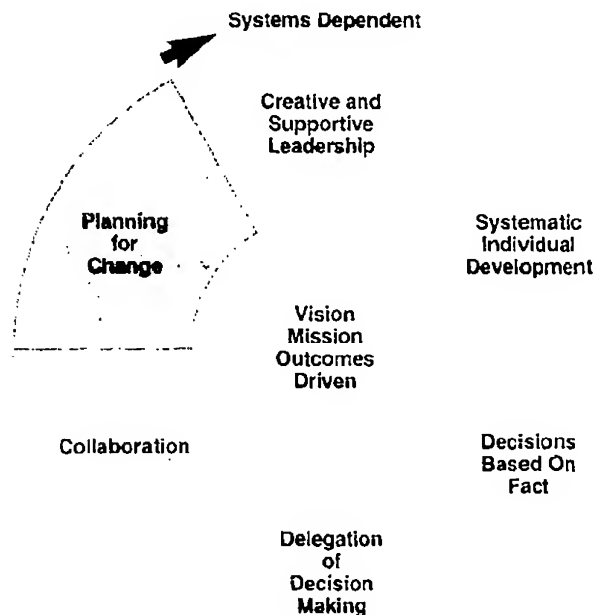 Systems Dependent
Creative and
Supportive
Leadership
Planning
for
Change
Systematic
Individual
Development
Vision
Mission
Outcomes
Driven
Collaboration
Decisions
Based On
Fact
Delegation
of
Decision
Making